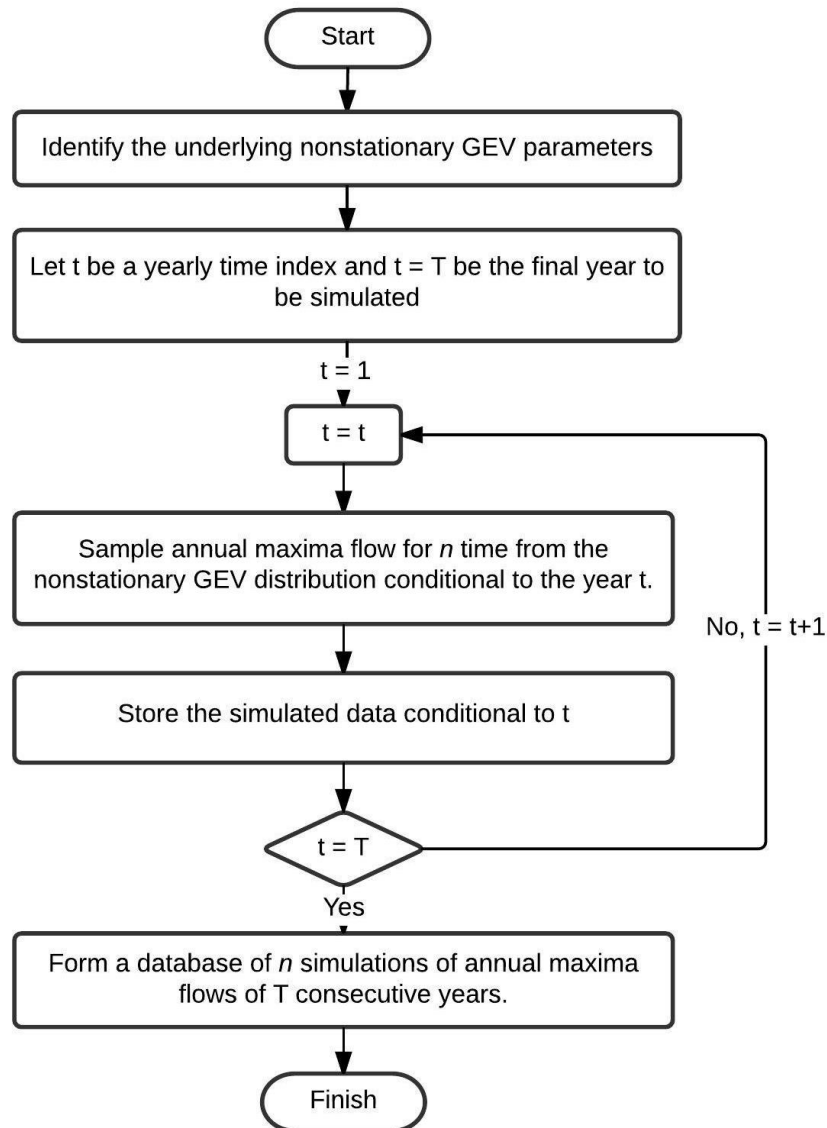 Start
Identify the underlying nonstationary GEV parameters
Let t be a yearly time index and t = T be the final year to
be simulated
t = 1
t = t
Sample annual maxima flow for n time from the
nonstationary GEV distribution conditional to the year t.
No, t = t+1
Store the simulated data conditional to t
t = T
Yes
Form a database of n simulations of annual maxima
flows of T consecutive years.
Finish